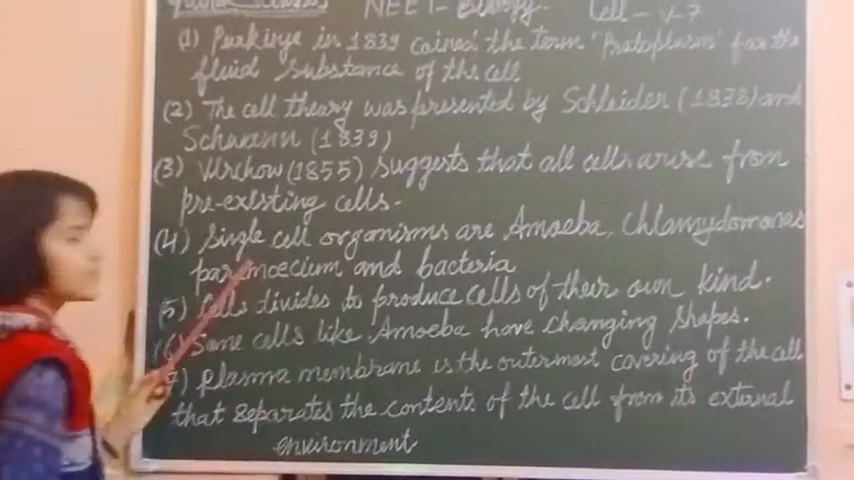 Classes NEET- Biology. Cell- V-7
(1) Purkinje in 1839 coined the term 'Protoplasm' for the
fluid substance of the cell
(2) The cell theory was presented by Schleiden (1838) and
Schwann (1839)
(3) Virchow (1855) suggests that all cells arise from
pre-existing cells.
(4) Single cell organisms are Amoeba, Chlamydomonas
paramoecium and bacteria
(5) Cells divides to produce cells of their own kind.
(6) Some cells like Amoeba have changing shapes.
7) Plasma membrane is the outermost covering of the cell
that separates the contents of the cell from its external
environment